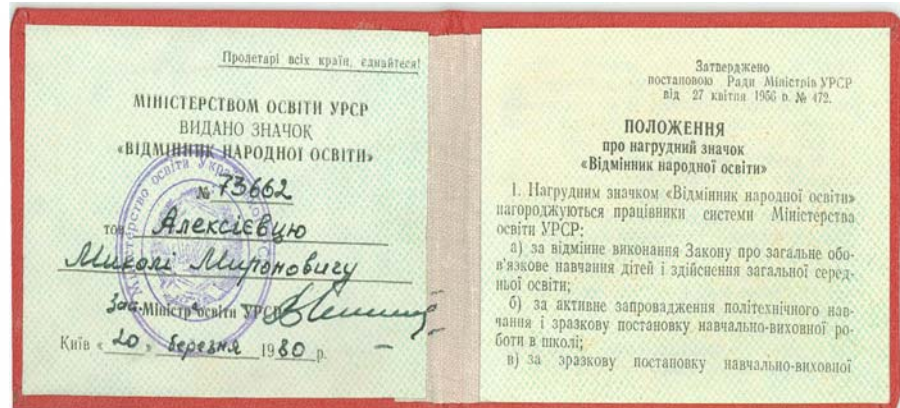 Пролетарі всіх країн, єднайтеся!
МІНІСТЕРСТВОМ ОСВІТИ УРСР
ВИДАНО ЗНАЧОК
«ВІДМІННИК НАРОДНОЇ ОСВІТИ»
№ 73662
тов. Алексієвцю
Миколі Мироновичу
Зас. Міністр освіти УРСР
Київ « 20 » березня 1980 р.
Затверджено
постановою Ради Міністрів УРСР
від 27 квітня 1956 р. № 472.
ПОЛОЖЕННЯ
про нагрудний значок
«Відмінник народної освіти»
1. Нагрудним значком «Відмінник народної освіти»
нагороджуються працівники системи Міністерства
освіти УРСР:
а) за відмінне виконання Закону про загальне обо-
в'язкове навчання дітей і здійснення загальної серед-
ньої освіти;
б) за активне запровадження політехнічного нав-
чання і зразкову постановку навчально-виховної ро-
боти в школі;
в) за зразкову постановку навчально-виховної